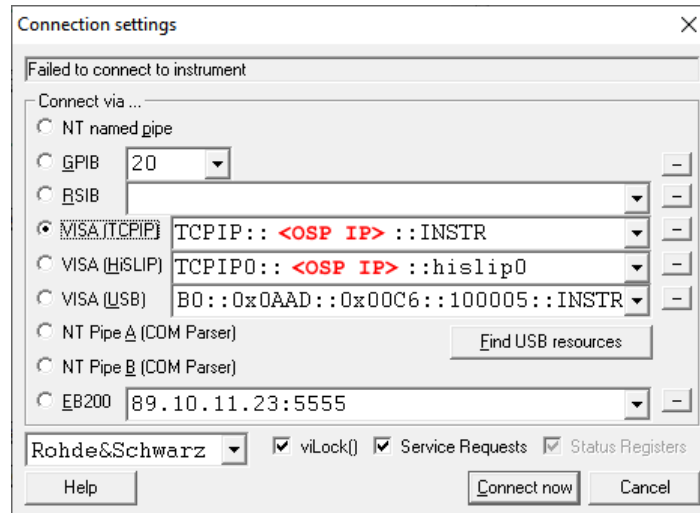 Connection settings
Failed to connect to instrument
Connect via ...
NT named pipe
GPIB 20
RSIB
VISA (TCPIP) TCPIP:: <OSP IP> ::INSTR
VISA (HiSLIP) TCPIP0:: <OSP IP> ::hislip0
VISA (USB) B0::0x0AAD::0x00C6::100005::INSTR
NT Pipe A (COM Parser)
Find USB resources
NT Pipe B (COM Parser)
EB200 89.10.11.23:5555
Rohde&Schwarz viLock() Service Requests Status Registers
Help Connect now Cancel